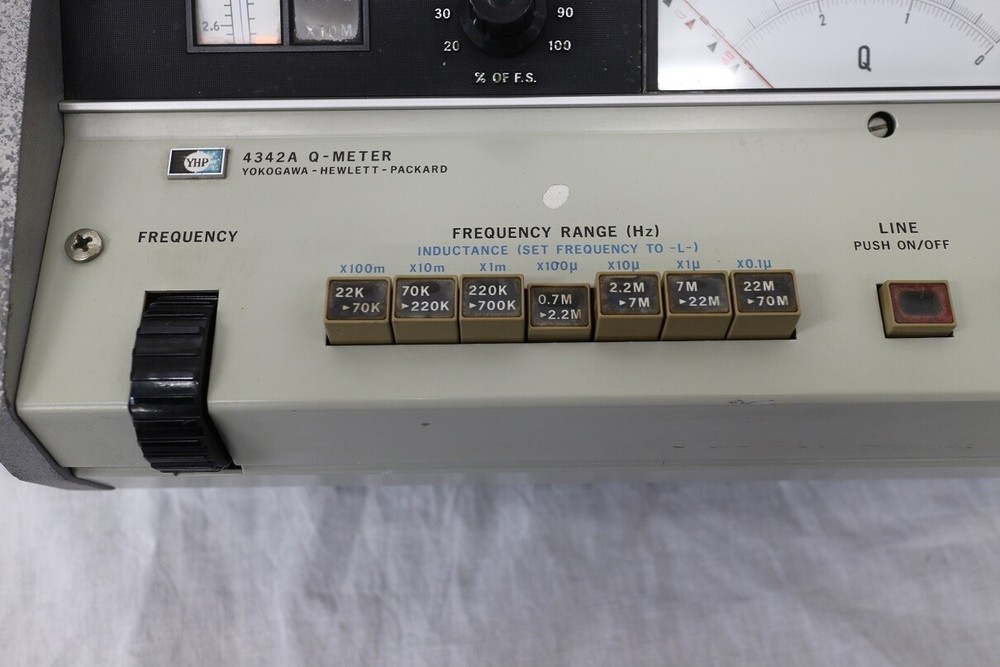 2.6
X10M
30
90
20
100
% OF F.S.
2
1
0
Q
YHP
4342A Q-METER
YOKOGAWA-HEWLETT-PACKARD
FREQUENCY
FREQUENCY RANGE (Hz)
INDUCTANCE (SET FREQUENCY TO -L-)
X100m
X10m
X1m
X100μ
X10μ
X1μ
X0.1μ
22K
►70K
70K
►220K
220K
►700K
0.7M
►2.2M
2.2M
►7M
7M
►22M
22M
►70M
LINE
PUSH ON/OFF